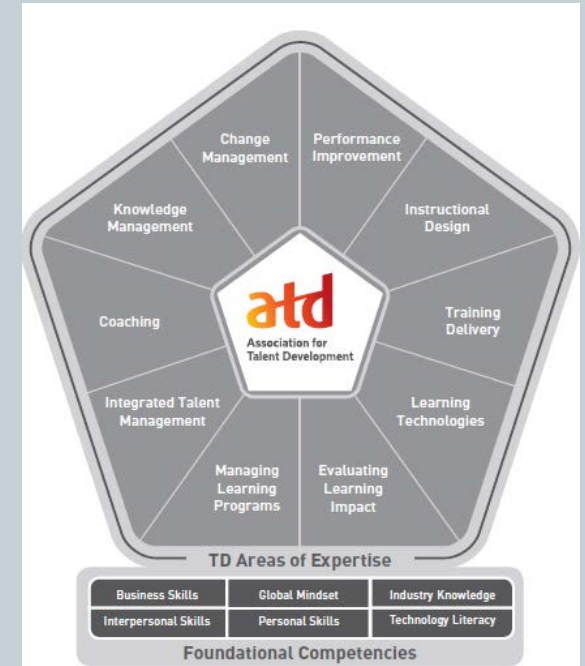 Change
Management
Performance
Improvement
Knowledge
Management
Instructional
Design
atd
Association for
Talent Development
Coaching
Training
Delivery
Integrated Talent
Management
Learning
Technologies
Managing
Learning
Programs
Evaluating
Learning
Impact
TD Areas of Expertise
Business Skills
Global Mindset
Industry Knowledge
Interpersonal Skills
Personal Skills
Technology Literacy
Foundational Competencies